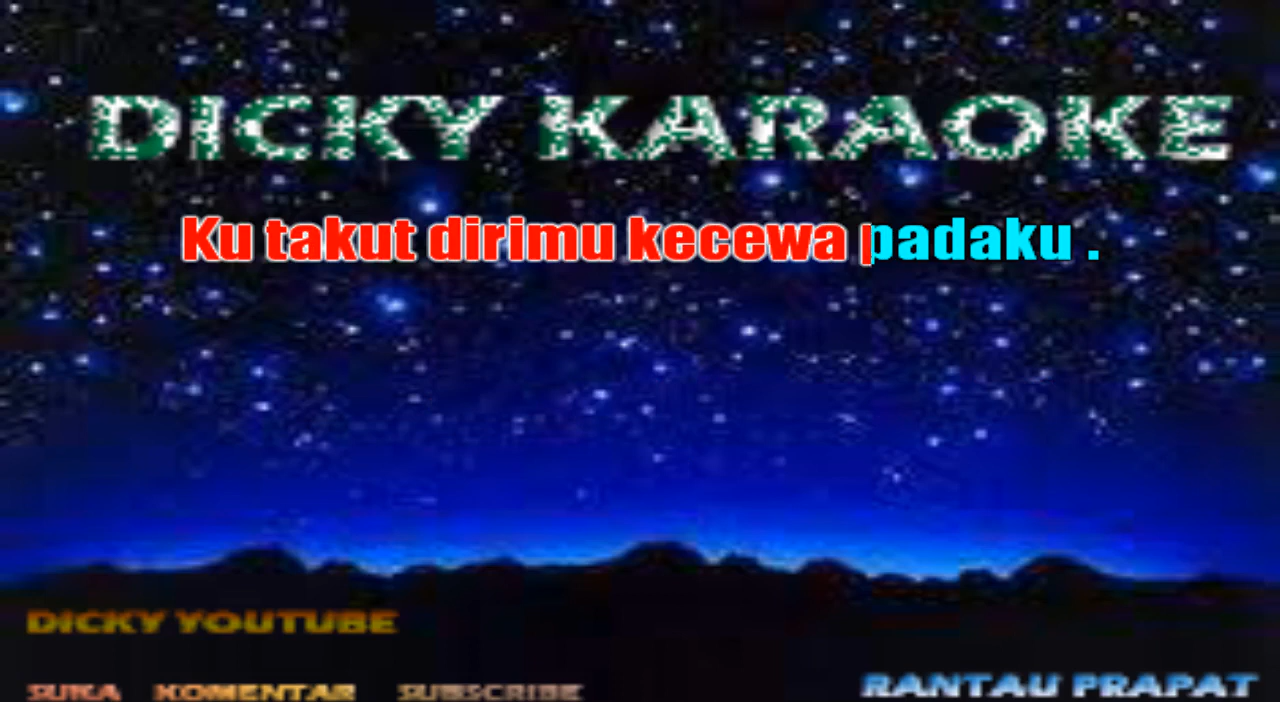 DICKY KARAOKE
Ku takut dirimu kecewa padaku .
DICKY YOUTUBE
SUKA KOMENTAR SUBSCRIBE
RANTAU PRAPAT